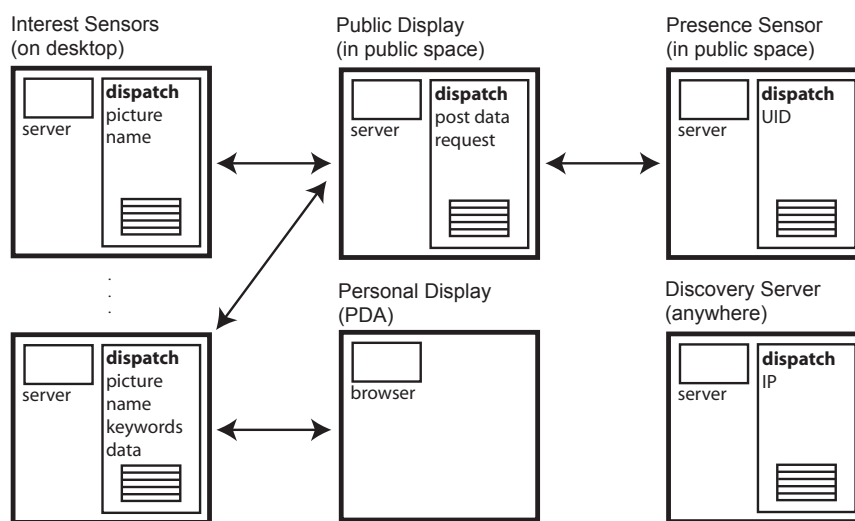 Interest Sensors
(on desktop)
server
dispatch
picture
name
Public Display
(in public space)
server
dispatch
post data
request
Presence Sensor
(in public space)
server
dispatch
UID
server
dispatch
picture
name
keywords
data
Personal Display
(PDA)
browser
Discovery Server
(anywhere)
server
dispatch
IP